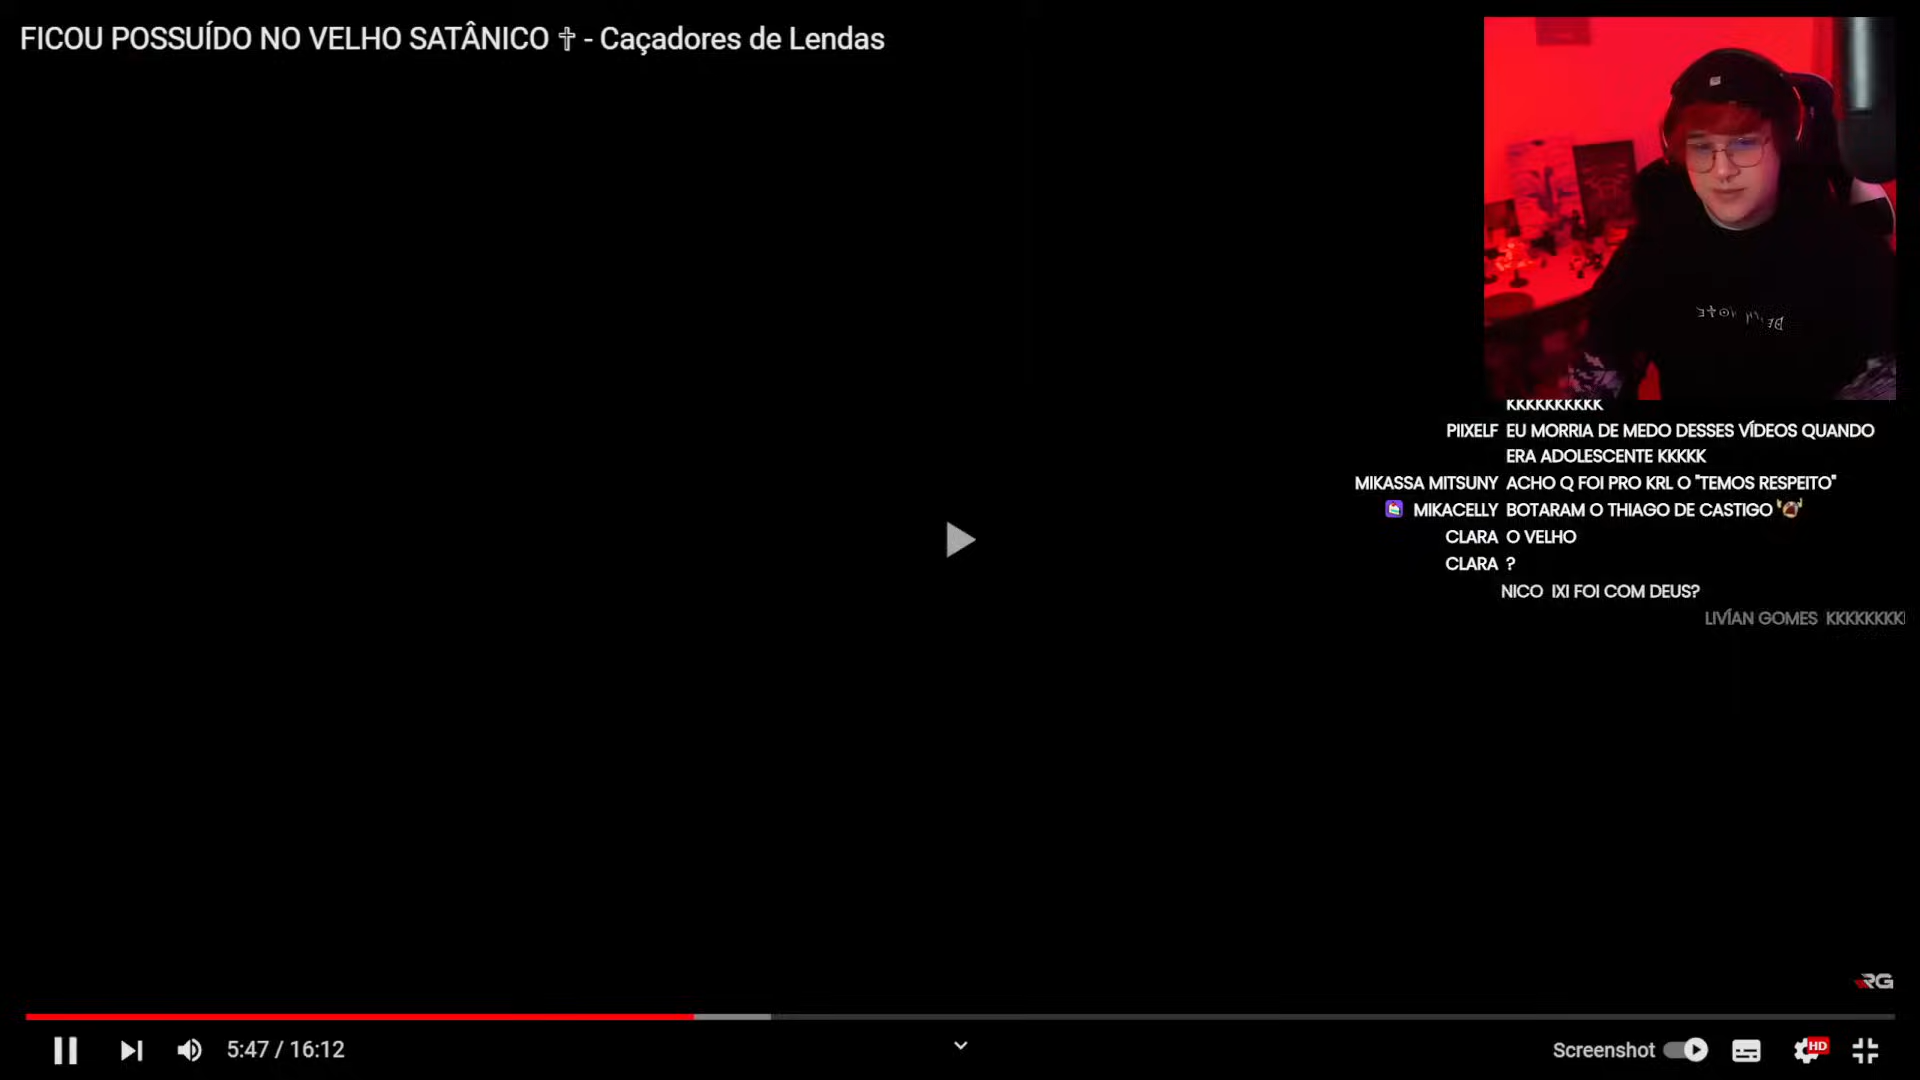 FICOU POSSUÍDO NO VELHO SATÂNICO ✞ - Caçadores de Lendas
KKKKKKKKKK
PIIXELF EU MORRIA DE MEDO DESSES VÍDEOS QUANDO
ERA ADOLESCENTE KKKKK
MIKASSA MITSUNY ACHO Q FOI PRO KRL O "TEMOS RESPEITO"
MIKACELLY BOTARAM O THIAGO DE CASTIGO
CLARA O VELHO
CLARA ?
NICO IXI FOI COM DEUS?
LIVÍAN GOMES KKKKKKKK
RG
5:47 / 16:12
Screenshot
HD